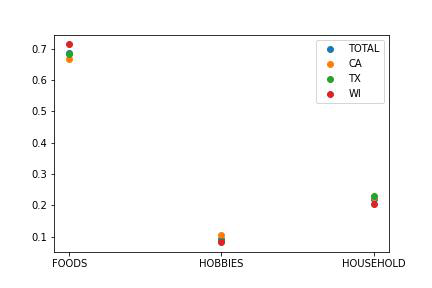 0.7
0.6
0.5
0.4
0.3
0.2
0.1
TOTAL
CA
TX
WI
FOODS
HOBBIES
HOUSEHOLD